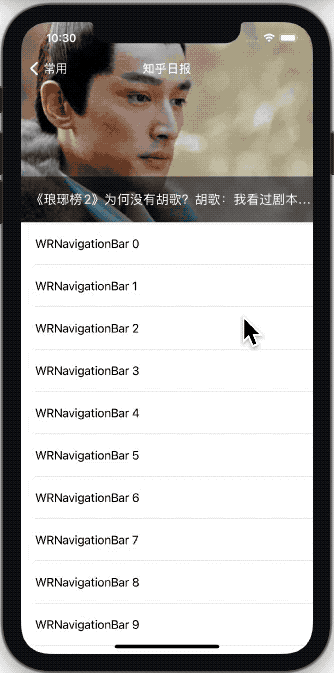 10:30
常用
知乎日报
《琅琊榜2》为何没有胡歌？胡歌：我看过剧本...
WRNavigationBar 0
WRNavigationBar 1
WRNavigationBar 2
WRNavigationBar 3
WRNavigationBar 4
WRNavigationBar 5
WRNavigationBar 6
WRNavigationBar 7
WRNavigationBar 8
WRNavigationBar 9